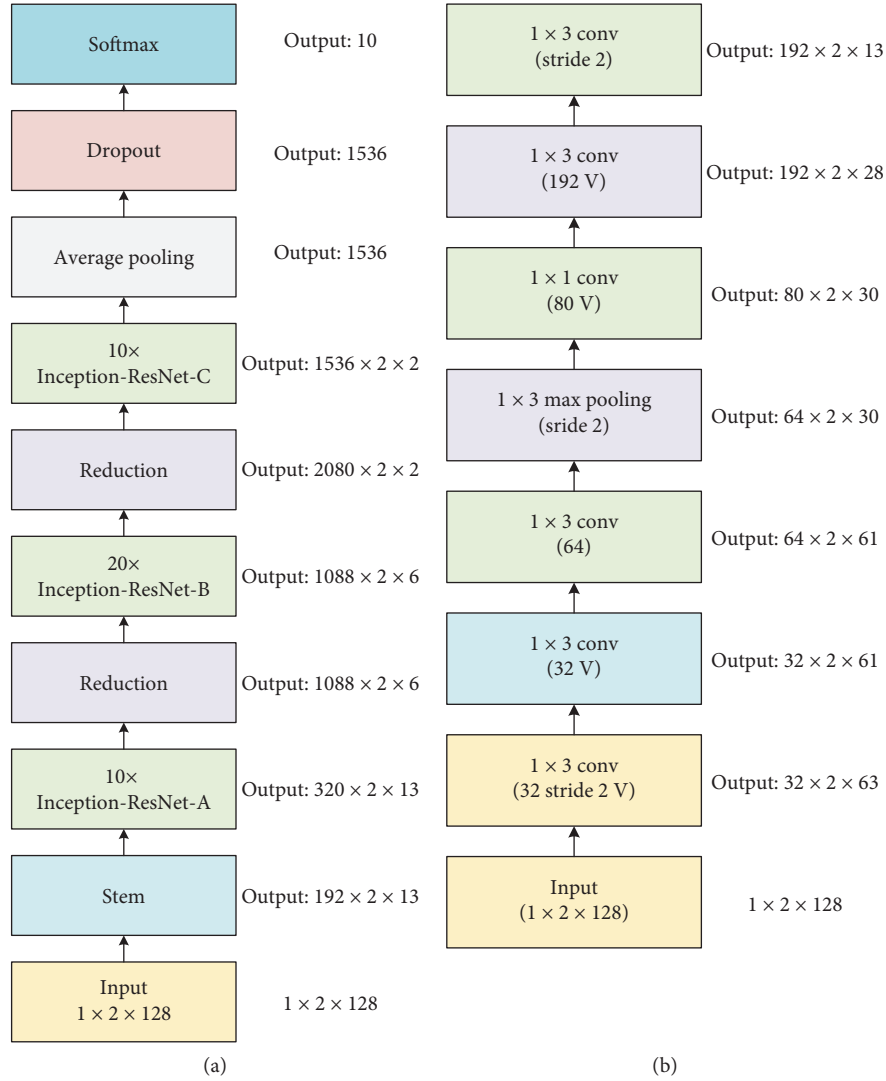 Softmax
Output: 10
Dropout
Output: 1536
Average pooling
Output: 1536
10×
Inception-ResNet-C
Output: 1536 × 2 × 2
Reduction
Output: 2080 × 2 × 2
20×
Inception-ResNet-B
Output: 1088 × 2 × 6
Reduction
Output: 1088 × 2 × 6
10×
Inception-ResNet-A
Output: 320 × 2 × 13
Stem
Output: 192 × 2 × 13
Input
1 × 2 × 128
1 × 2 × 128
(a)
1 × 3 conv
(stride 2)
Output: 192 × 2 × 13
1 × 3 conv
(192 V)
Output: 192 × 2 × 28
1 × 1 conv
(80 V)
Output: 80 × 2 × 30
1 × 3 max pooling
(sride 2)
Output: 64 × 2 × 30
1 × 3 conv
(64)
Output: 64 × 2 × 61
1 × 3 conv
(32 V)
Output: 32 × 2 × 61
1 × 3 conv
(32 stride 2 V)
Output: 32 × 2 × 63
Input
(1 × 2 × 128)
1 × 2 × 128
(b)